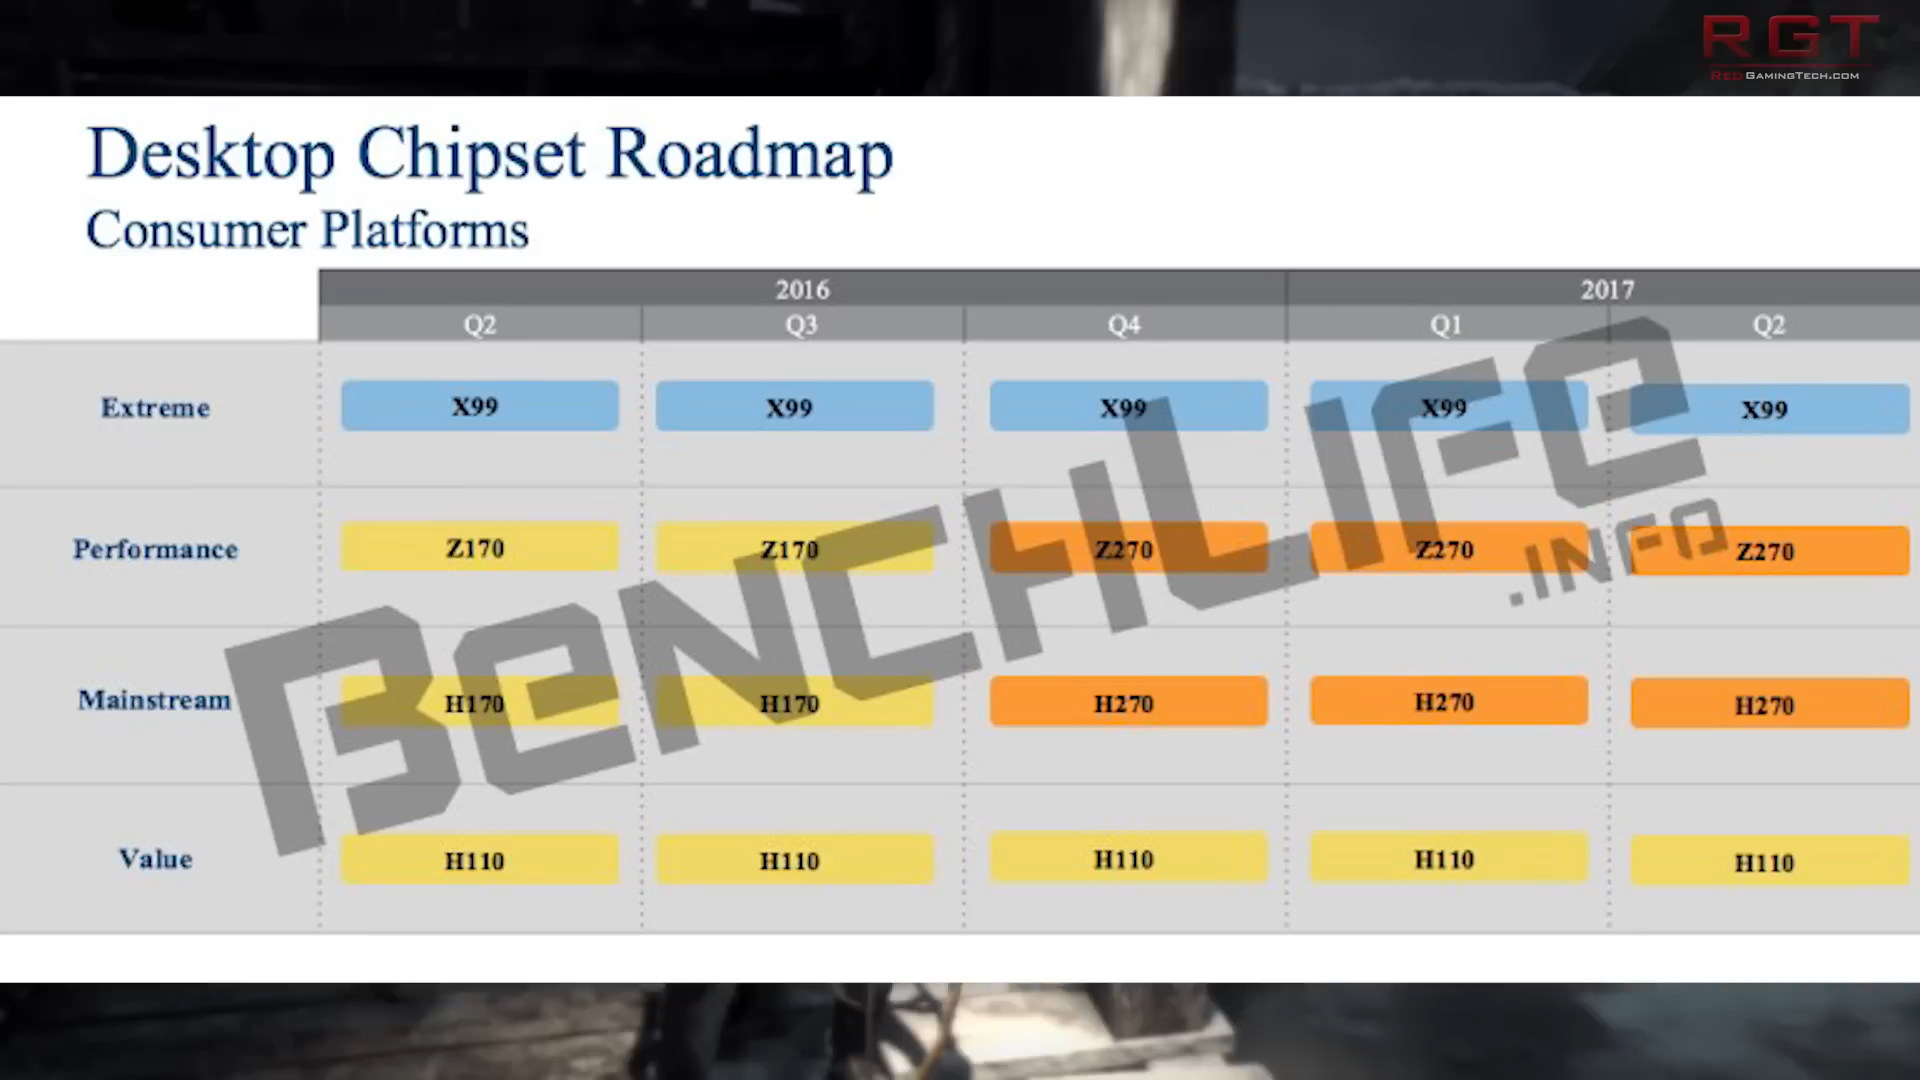 RGT
RedGamingTech.com
Desktop Chipset Roadmap
Consumer Platforms
2016 2017
Q2 Q3 Q4 Q1 Q2
Extreme X99 X99 X99 X99 X99
Performance Z170 Z170 Z270 Z270 Z270
Mainstream H170 H170 H270 H270 H270
Value H110 H110 H110 H110 H110
BenchLife
.info